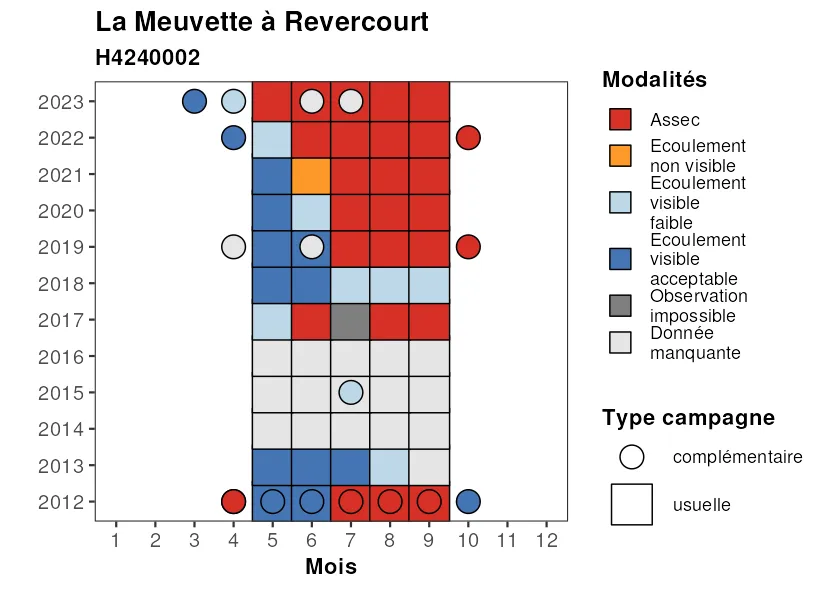 La Meuvette à Revercourt
H4240002
2023
2022
2021
2020
2019
2018
2017
2016
2015
2014
2013
2012
1 2 3 4 5 6 7 8 9 10 11 12
Mois
Modalités
Assec
Ecoulement
non visible
Ecoulement
visible
faible
Ecoulement
visible
acceptable
Observation
impossible
Donnée
manquante
Type campagne
complémentaire
usuelle